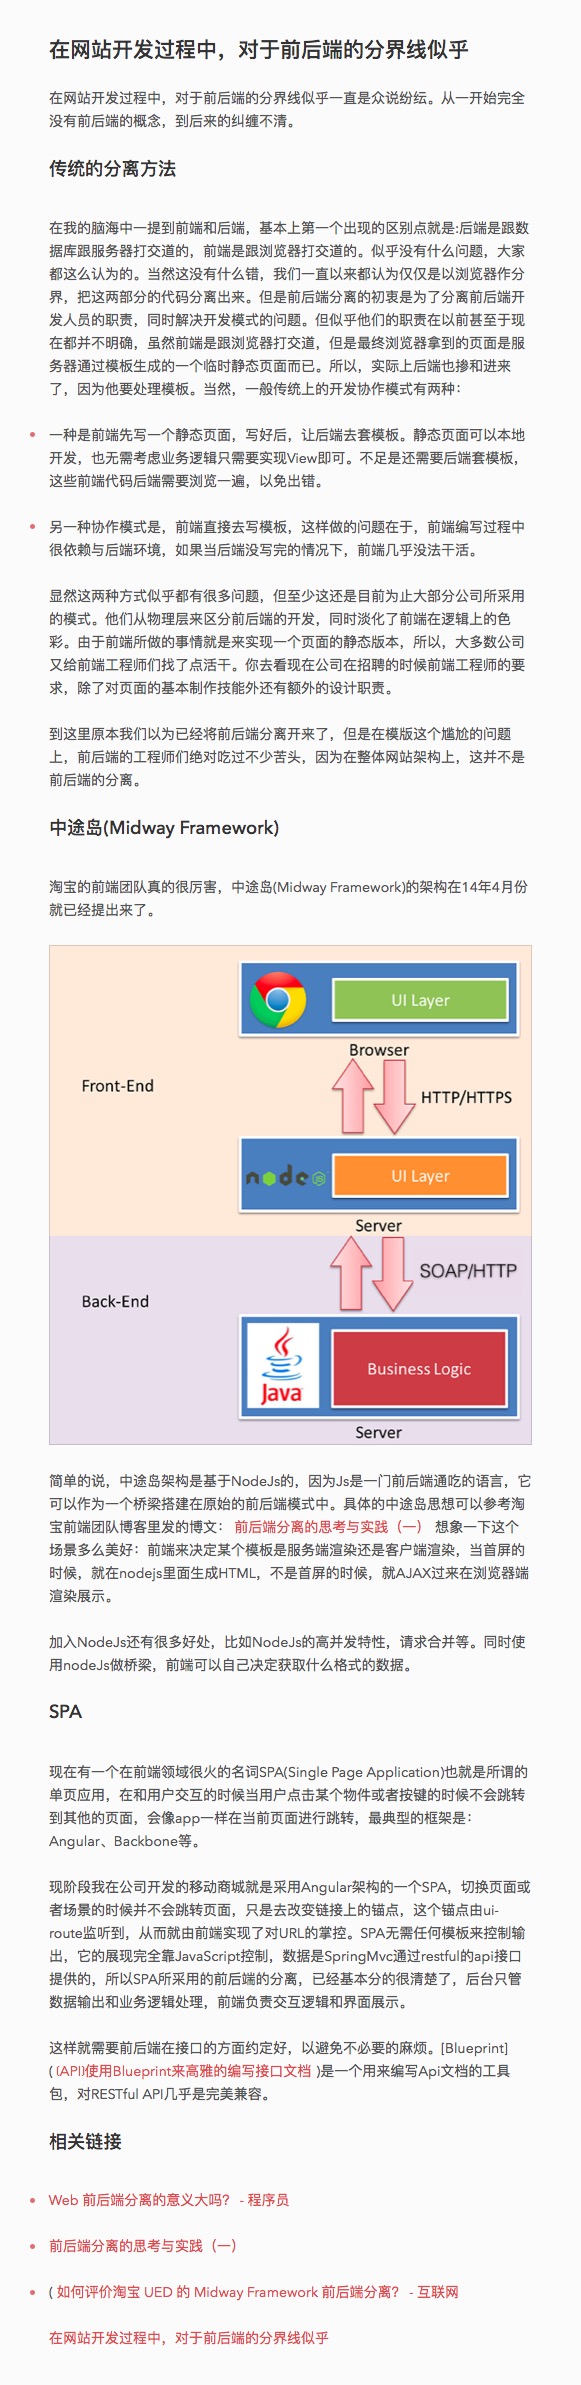 在网站开发过程中，对于前后端的分界线似乎
在网站开发过程中，对于前后端的分界线似乎一直是众说纷纭。从一开始完全
没有前后端的概念，到后来的纠缠不清。
传统的分离方法
在我的脑海中一提到前端和后端，基本上第一个出现的区别点就是:后端是跟数
据库跟服务器打交道的，前端是跟浏览器打交道的。似乎没有什么问题，大家
都这么认为的。当然这没有什么错，我们一直以来都认为仅仅是以浏览器作分
界，把这两部分的代码分离出来。但是前后端分离的初衷是为了分离前后端开
发人员的职责，同时解决开发模式的问题。但似乎他们的职责在以前甚至于现
在都并不明确，虽然前端是跟浏览器打交道，但是最终浏览器拿到的页面是服
务器通过模板生成的一个临时静态页面而已。所以，实际上后端也掺和进来
了，因为他要处理模板。当然，一般传统上的开发协作模式有两种：
一种是前端先写一个静态页面，写好后，让后端去套模板。静态页面可以本地
开发，也无需考虑业务逻辑只需要实现View即可。不足是还需要后端套模板，
这些前端代码后端需要浏览一遍，以免出错。
另一种协作模式是，前端直接去写模板，这样做的问题在于，前端编写过程中
很依赖与后端环境，如果当后端没写完的情况下，前端几乎没法干活。
显然这两种方式似乎都有很多问题，但至少这还是目前为止大部分公司所采用
的模式。他们从物理层来区分前后端的开发，同时淡化了前端在逻辑上的色
彩。由于前端所做的事情就是来实现一个页面的静态版本，所以，大多数公司
又给前端工程师们找了点活干。你去看现在公司在招聘的时候前端工程师的要
求，除了对页面的基本制作技能外还有额外的设计职责。
到这里原本我们以为已经将前后端分离开来了，但是在模版这个尴尬的问题
上，前后端的工程师们绝对吃过不少苦头，因为在整体网站架构上，这并不是
前后端的分离。
中途岛(Midway Framework)
淘宝的前端团队真的很厉害，中途岛(Midway Framework)的架构在14年4月份
就已经提出来了。
UI Layer
Browser
Front-End
HTTP/HTTPS
node JS
UI Layer
Server
SOAP/HTTP
Back-End
Java
Business Logic
Server
简单的说，中途岛架构是基于NodeJs的，因为Js是一门前后端通吃的语言，它
可以作为一个桥梁搭建在原始的前后端模式中。具体的中途岛思想可以参考淘
宝前端团队博客里发的博文： 前后端分离的思考与实践（一） 想象一下这个
场景多么美好：前端来决定某个模板是服务端渲染还是客户端渲染，当首屏的
时候，就在nodejs里面生成HTML，不是首屏的时候，就AJAX过来在浏览器端
渲染展示。
加入NodeJs还有很多好处，比如NodeJs的高并发特性，请求合并等。同时使
用nodeJs做桥梁，前端可以自己决定获取什么格式的数据。
SPA
现在有一个在前端领域很火的名词SPA(Single Page Application)也就是所谓的
单页应用，在和用户交互的时候当用户点击某个物件或者按键的时候不会跳转
到其他的页面，会像app一样在当前页面进行跳转，最典型的框架是：
Angular、Backbone等。
现阶段我在公司开发的移动商城就是采用Angular架构的一个SPA，切换页面或
者场景的时候并不会跳转页面，只是去改变链接上的锚点，这个锚点由ui-
route监听到，从而就由前端实现了对URL的掌控。SPA无需任何模板来控制输
出，它的展现完全靠JavaScript控制，数据是SpringMvc通过restful的api接口
提供的，所以SPA所采用的前后端的分离，已经基本分的很清楚了，后台只管
数据输出和业务逻辑处理，前端负责交互逻辑和界面展示。
这样就需要前后端在接口的方面约定好，以避免不必要的麻烦。[Blueprint]
( [API]使用Blueprint来高雅的编写接口文档 )是一个用来编写Api文档的工具
包，对RESTful API几乎是完美兼容。
相关链接
Web 前后端分离的意义大吗？ - 程序员
前后端分离的思考与实践（一）
( 如何评价淘宝 UED 的 Midway Framework 前后端分离？ - 互联网
在网站开发过程中，对于前后端的分界线似乎